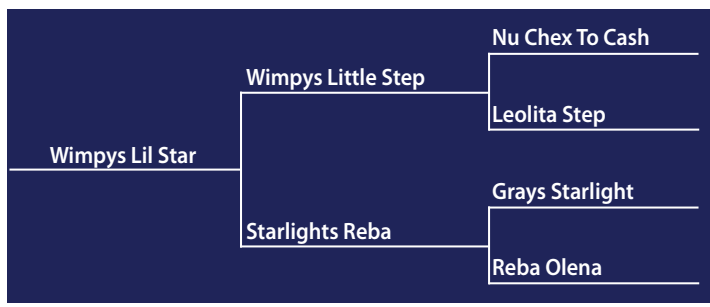 Nu Chex To Cash
Wimpys Little Step
Leolita Step
Wimpys Lil Star
Grays Starlight
Starlights Reba
Reba Olena